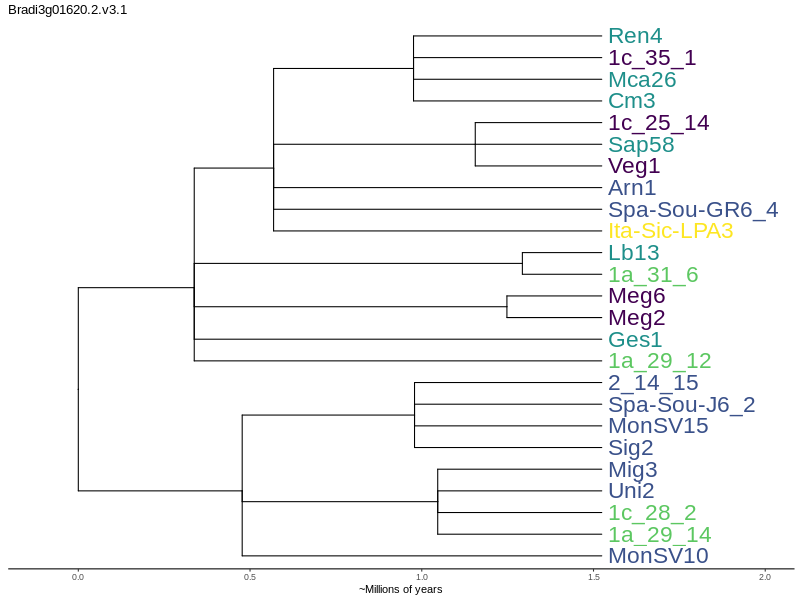 Bradi3g01620.2.v3.1
Ren4
1c_35_1
Mca26
Cm3
1c_25_14
Sap58
Veg1
Arn1
Spa-Sou-GR6_4
Ita-Sic-LPA3
Lb13
1a_31_6
Meg6
Meg2
Ges1
1a_29_12
2_14_15
Spa-Sou-J6_2
MonSV15
Sig2
Mig3
Uni2
1c_28_2
1a_29_14
MonSV10
0.0 0.5 1.0 1.5 2.0
~Millions of years